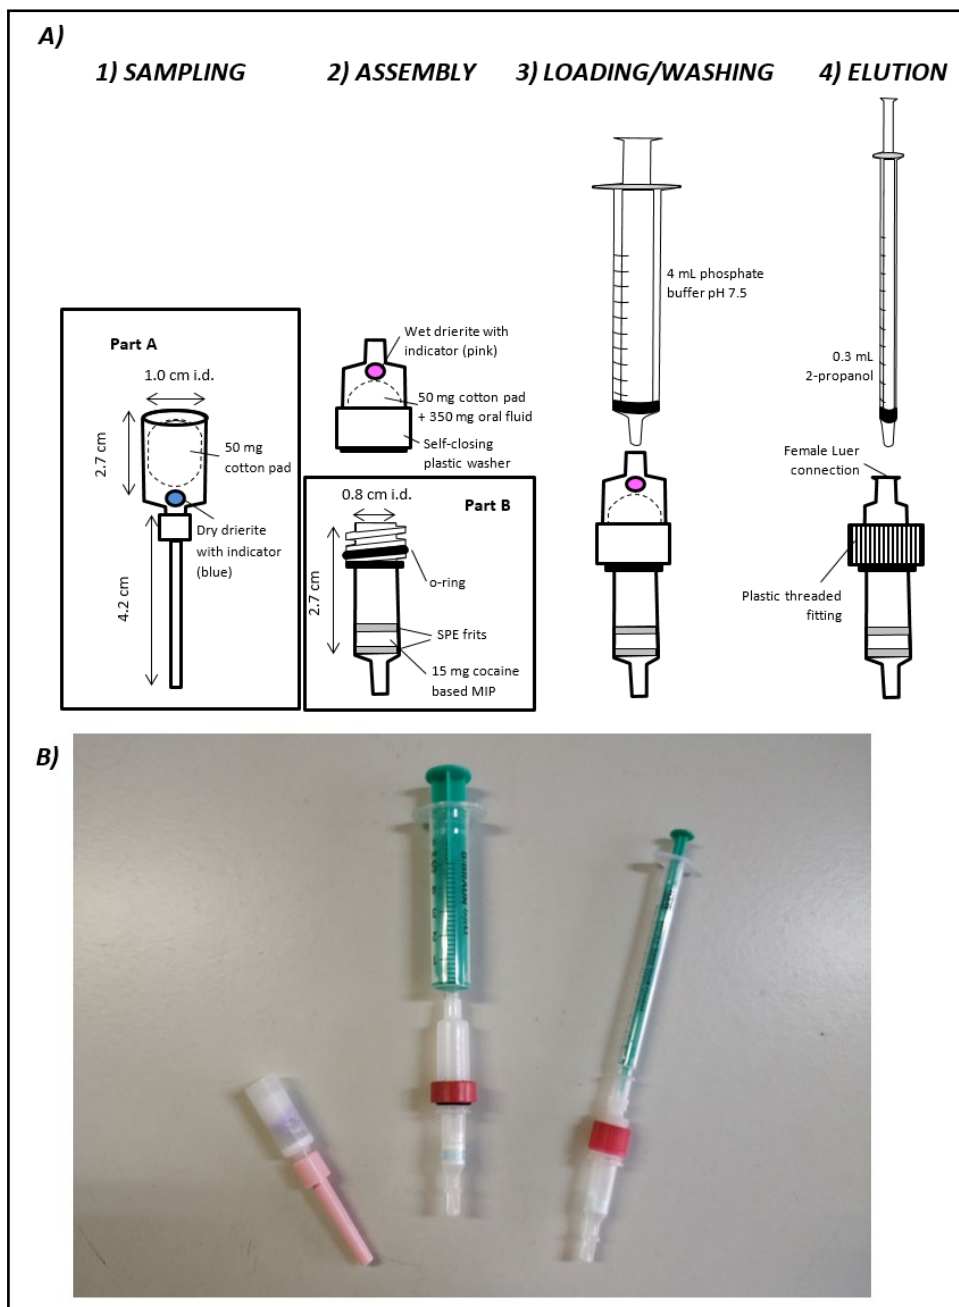 A)
1) SAMPLING
2) ASSEMBLY
3) LOADING/WASHING
4) ELUTION
Part A
1.0 cm i.d.
2.7 cm
50 mg
cotton pad
Dry drierite
with indicator
(blue)
4.2 cm
Wet drierite with
indicator (pink)
50 mg cotton pad
+ 350 mg oral fluid
Self-closing
plastic washer
0.8 cm i.d.
Part B
2.7 cm
o-ring
SPE frits
15 mg cocaine
based MIP
4 mL phosphate
buffer pH 7.5
0.3 mL
2-propanol
Female Luer
connection
Plastic threaded
fitting
B)